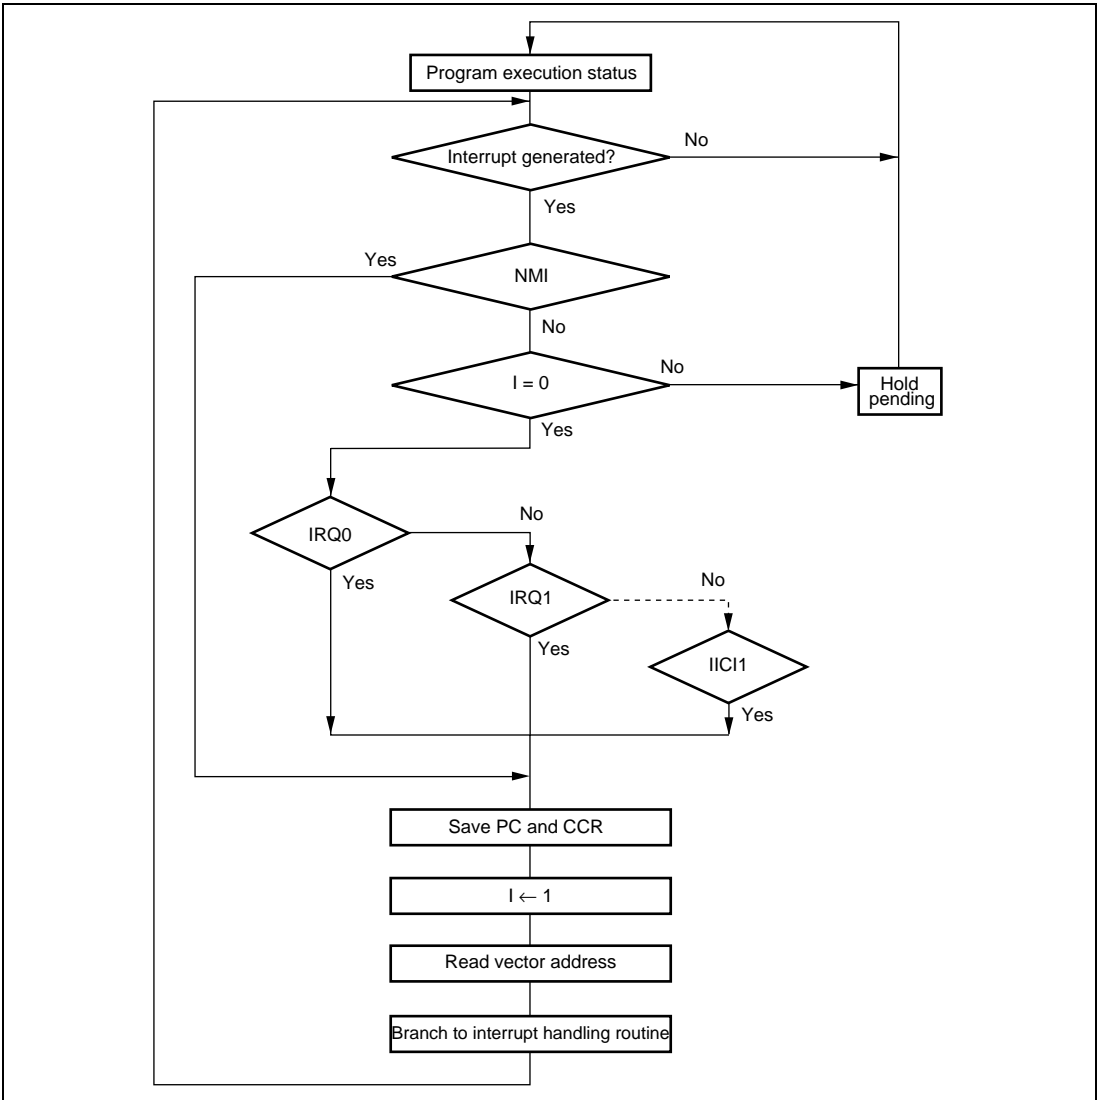 Program execution status
Interrupt generated?
No
Yes
Yes
NMI
No
I = 0
No
Hold
pending
Yes
IRQ0
No
Yes
IRQ1
No
Yes
IICI1
Yes
Save PC and CCR
I ← 1
Read vector address
Branch to interrupt handling routine